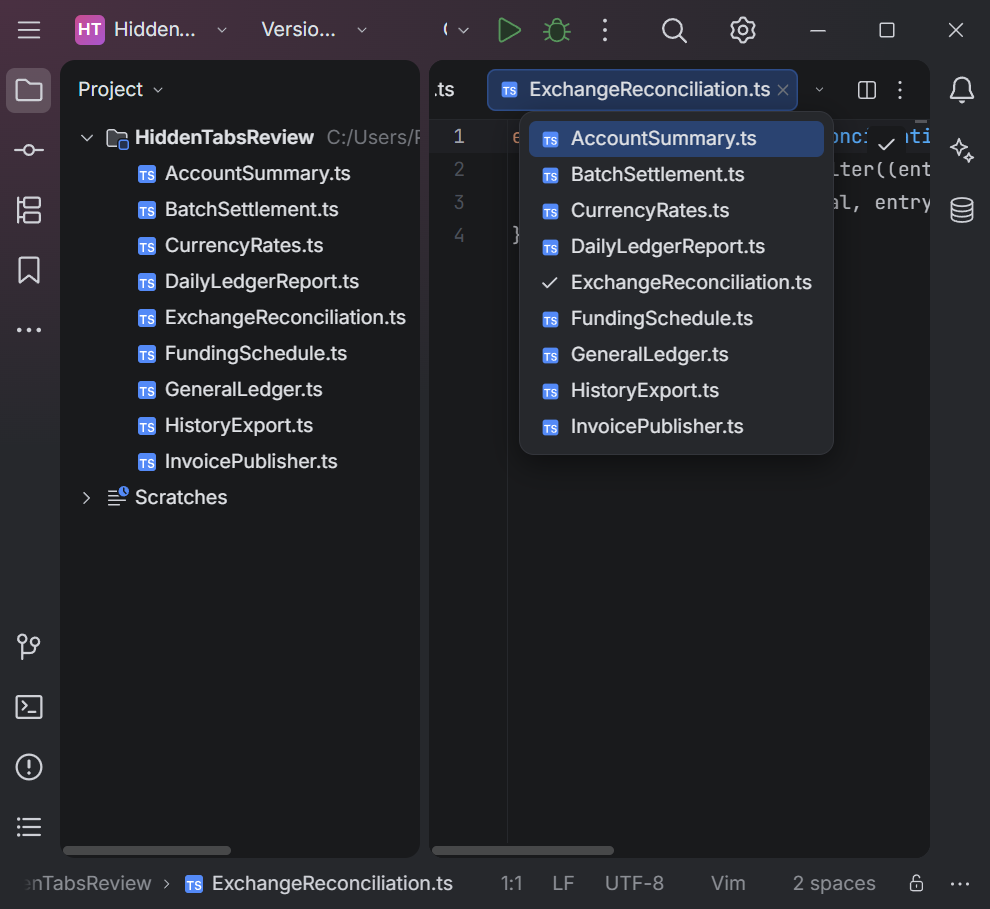 HT Hidden... Versio...
Project
.ts
ExchangeReconciliation.ts
HiddenTabsReview C:/Users/
AccountSummary.ts
BatchSettlement.ts
CurrencyRates.ts
DailyLedgerReport.ts
ExchangeReconciliation.ts
FundingSchedule.ts
GeneralLedger.ts
HistoryExport.ts
InvoicePublisher.ts
Scratches
1
2
3 entry
4 }
AccountSummary.ts
BatchSettlement.ts
CurrencyRates.ts
DailyLedgerReport.ts
ExchangeReconciliation.ts
FundingSchedule.ts
GeneralLedger.ts
HistoryExport.ts
InvoicePublisher.ts
nTabsReview > ExchangeReconciliation.ts 1:1 LF UTF-8 Vim 2 spaces